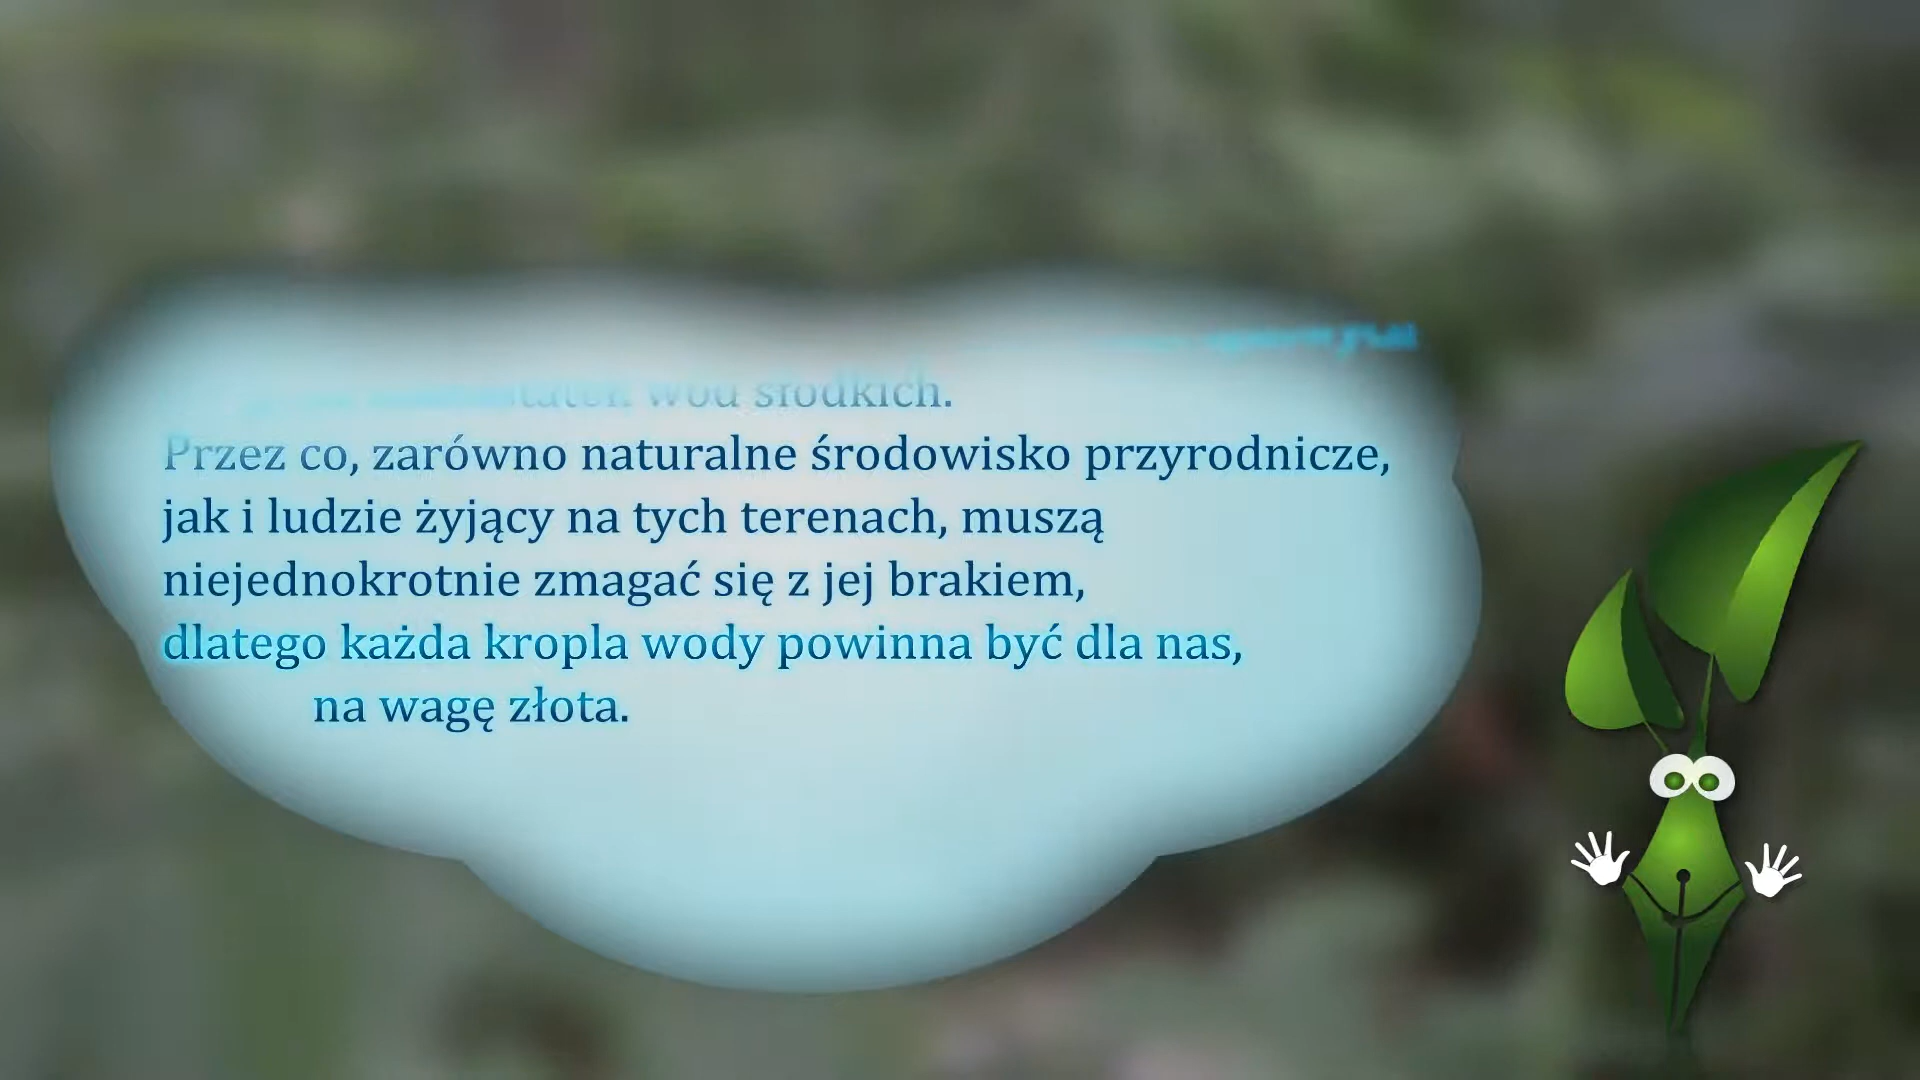 wód słodkich.
Przez co, zarówno naturalne środowisko przyrodnicze,
jak i ludzie żyjący na tych terenach, muszą
niejednokrotnie zmagać się z jej brakiem,
dlatego każda kropla wody powinna być dla nas,
na wagę złota.